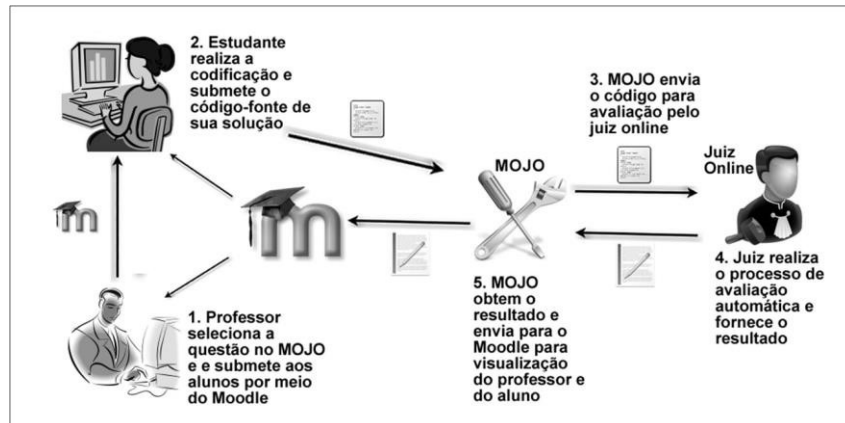 1. Professor
seleciona a
questão no MOJO
e e submete aos
alunos por meio
do Moodle
2. Estudante
realiza a
codificação e
submete o
código-fonte de
sua solução
m
m
MOJO
3. MOJO envia
o código para
avaliação pelo
juiz online
Juiz
Online
4. Juiz realiza
o processo de
avaliação
automática e
fornece o
resultado
5. MOJO
obtem o
resultado e
envia para o
Moodle para
visualização
do professor e
do aluno